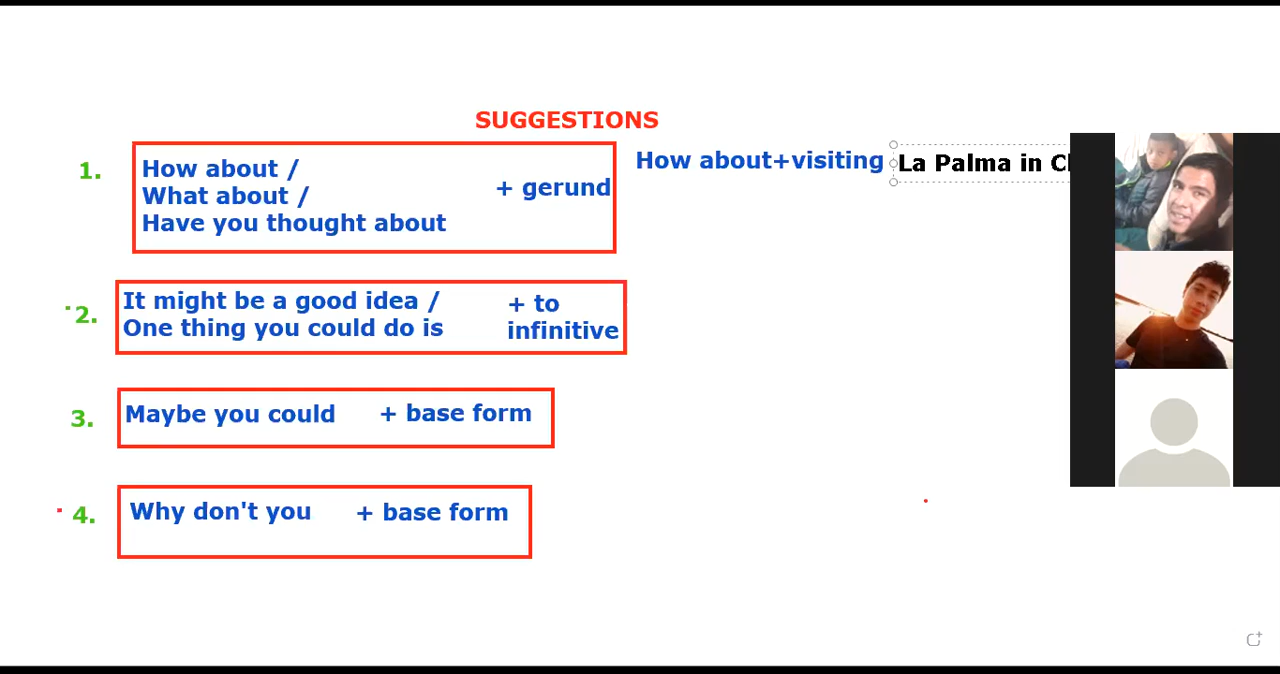 SUGGESTIONS
1. How about /
What about / + gerund
Have you thought about
How about+visiting La Palma in
2. It might be a good idea / + to
One thing you could do is infinitive
3. Maybe you could + base form
4. Why don't you + base form